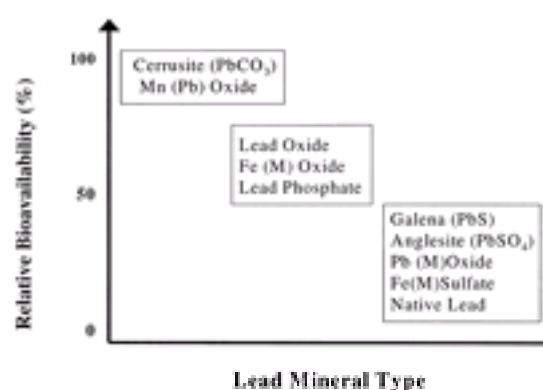 Relative Bioavailability (%)
100
50
0
Cerrusite (PbCO₃)
Mn (Pb) Oxide
Lead Oxide
Fe (M) Oxide
Lead Phosphate
Galena (PbS)
Anglesite (PbSO₄)
Pb (M)Oxide
Fe(M)Sulfate
Native Lead
Lead Mineral Type